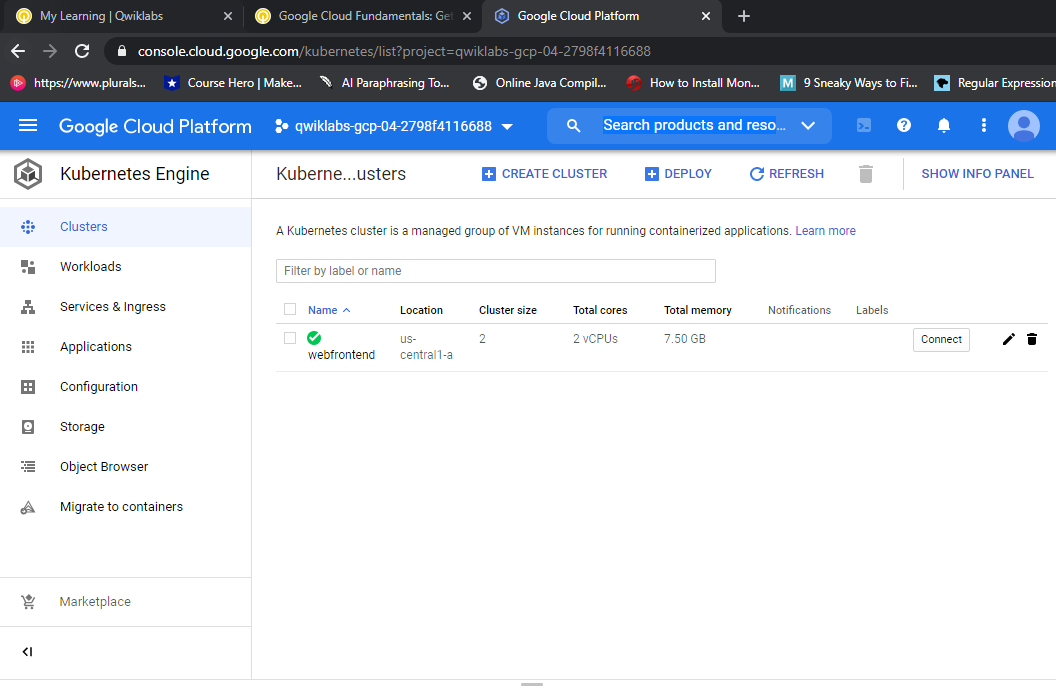 My Learning | Qwiklabs
Google Cloud Fundamentals: Get
Google Cloud Platform
console.cloud.google.com/kubernetes/list?project=qwiklabs-gcp-04-2798f4116688
https://www.plurals...
Course Hero | Make...
AI Paraphrasing To...
Online Java Compil...
How to Install Mon...
M 9 Sneaky Ways to Fi...
Regular Expression
Google Cloud Platform
qwiklabs-gcp-04-2798f4116688
Search products and reso...
Kubernetes Engine
Kuberne...usters
CREATE CLUSTER
DEPLOY
REFRESH
SHOW INFO PANEL
Clusters
Workloads
Services & Ingress
Applications
Configuration
Storage
Object Browser
Migrate to containers
Marketplace
A Kubernetes cluster is a managed group of VM instances for running containerized applications. Learn more
Filter by label or name
Name Location Cluster size Total cores Total memory Notifications Labels
webfrontend
us-
central1-a
2
2 vCPUs
7.50 GB
Connect